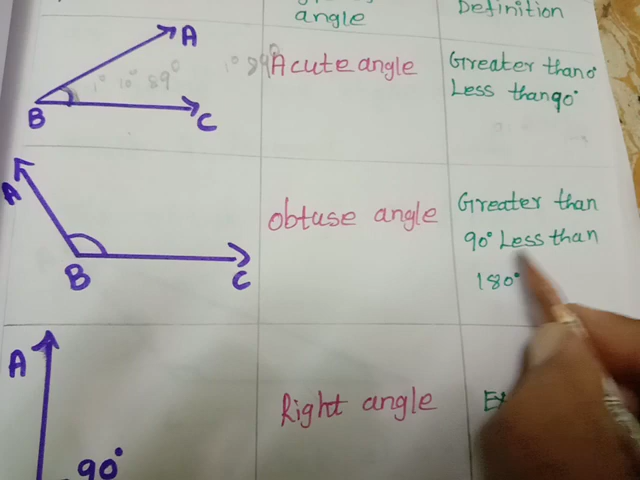 angle
Definition
A
1° 10° 89°
B
C
Acute angle
Greater than 0°
Less than 90°
A
B
C
Obtuse angle
Greater than
90° Less than
180°
A
90°
Right angle